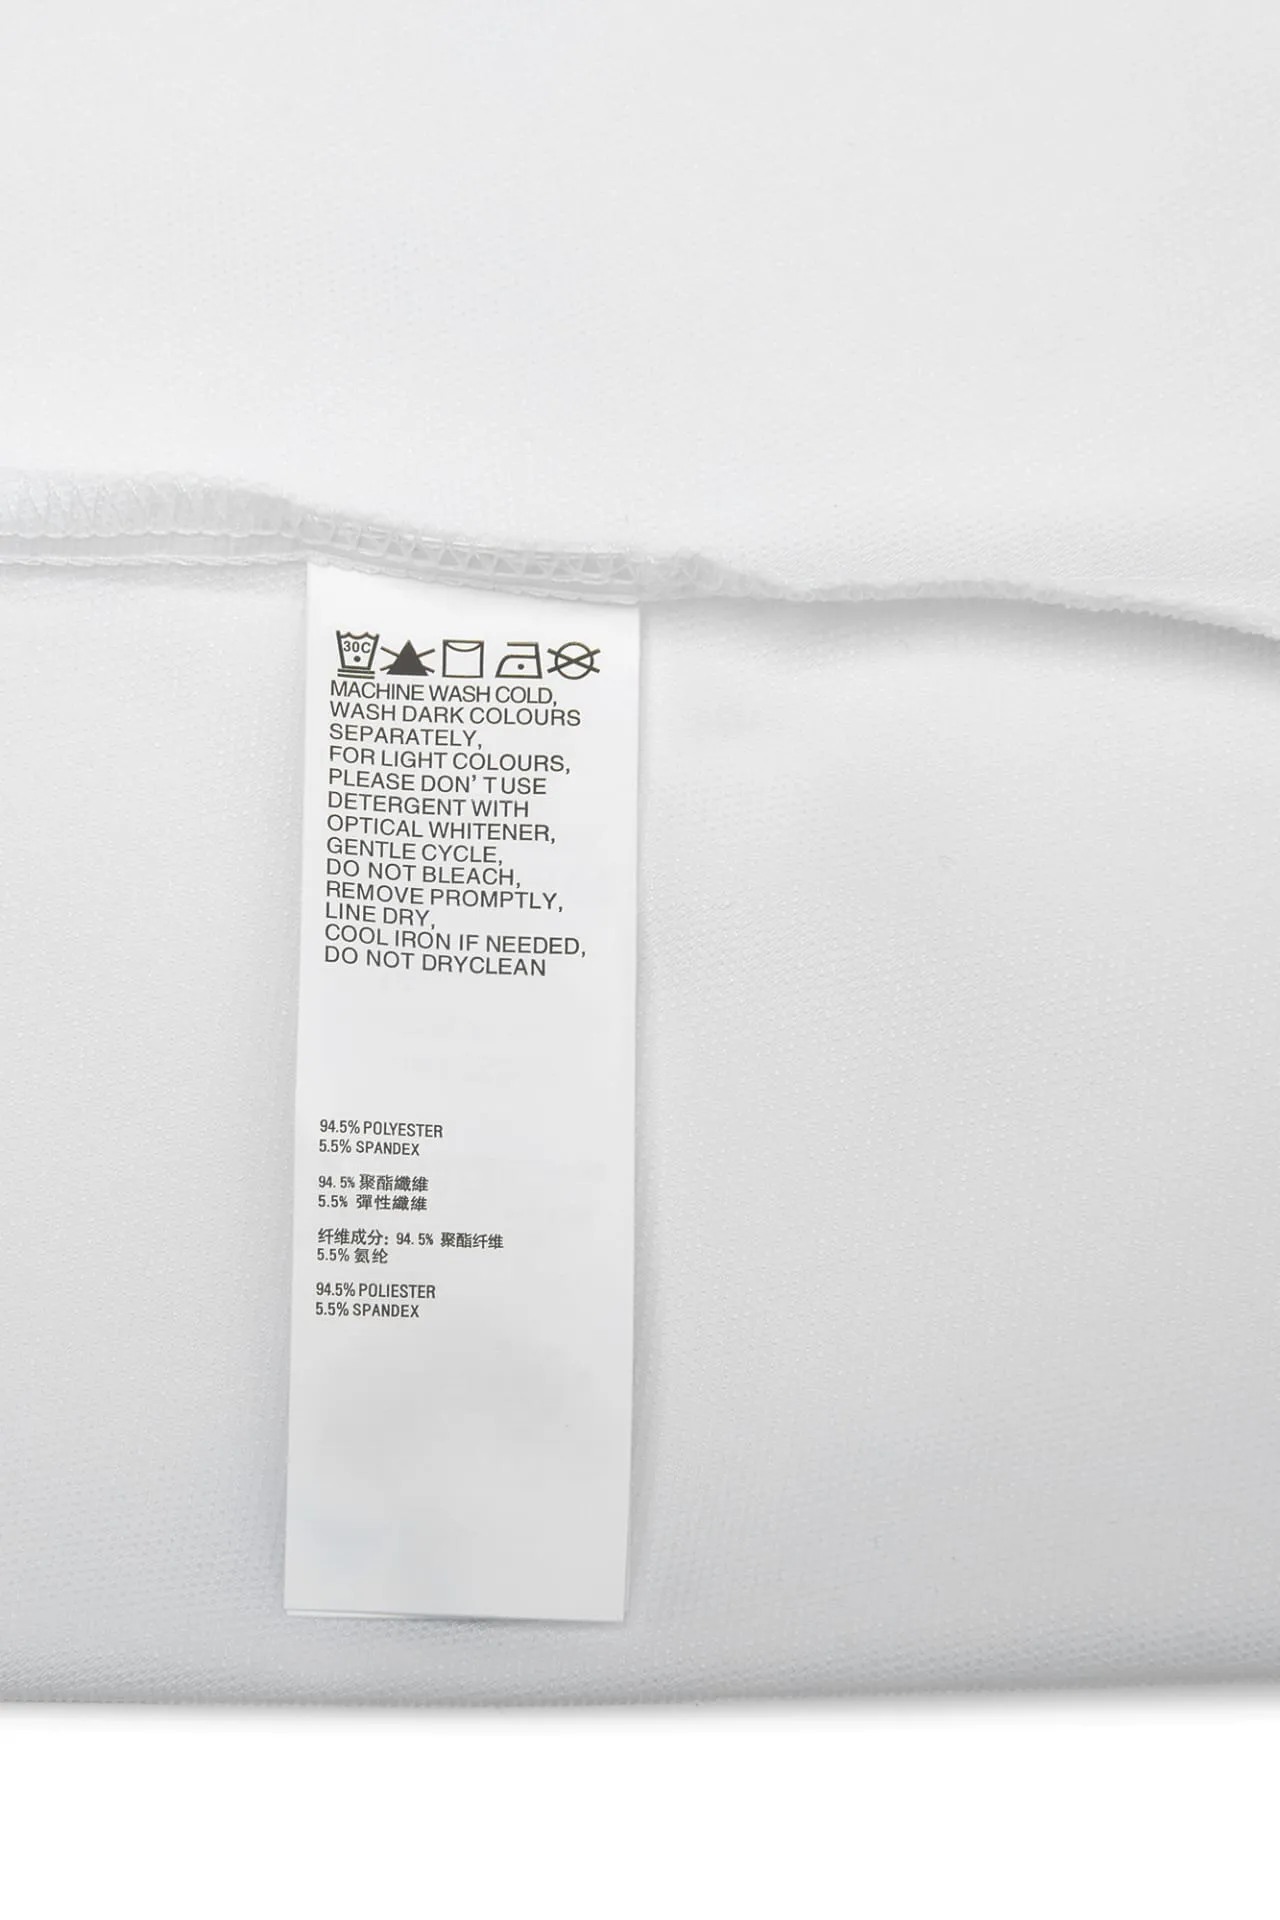 30C
MACHINE WASH COLD,
WASH DARK COLOURS
SEPARATELY,
FOR LIGHT COLOURS,
PLEASE DON’T USE
DETERGENT WITH
OPTICAL WHITENER,
GENTLE CYCLE,
DO NOT BLEACH,
REMOVE PROMPTLY,
LINE DRY,
COOL IRON IF NEEDED,
DO NOT DRYCLEAN
94.5% POLYESTER
5.5% SPANDEX
94.5% 聚酯纖維
5.5% 彈性纖維
纤维成分: 94.5% 聚酯纤维
5.5% 氨纶
94.5% POLIESTER
5.5% SPANDEX